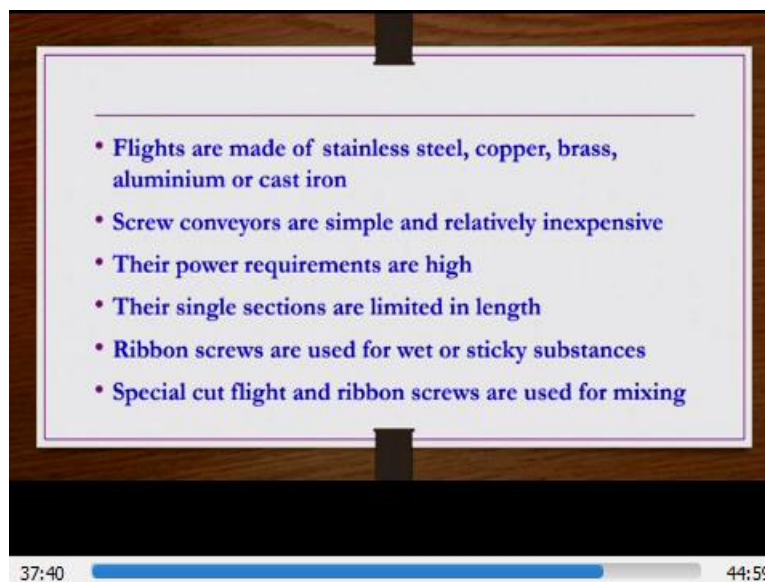 • Flights are made of stainless steel, copper, brass,
aluminium or cast iron
• Screw conveyors are simple and relatively inexpensive
• Their power requirements are high
• Their single sections are limited in length
• Ribbon screws are used for wet or sticky substances
• Special cut flight and ribbon screws are used for mixing
37:40 44:59